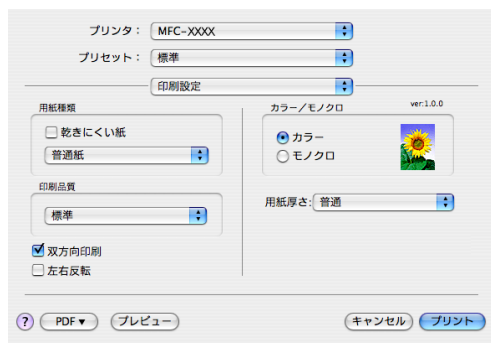 プリンタ： MFC-XXXX
プリセット： 標準
印刷設定
用紙種類
乾きにくい紙
普通紙
印刷品質
標準
双方向印刷
左右反転
カラー／モノクロ ver:1.0.0
カラー
モノクロ
用紙厚さ: 普通
? PDF▼ プレビュー キャンセル プリント